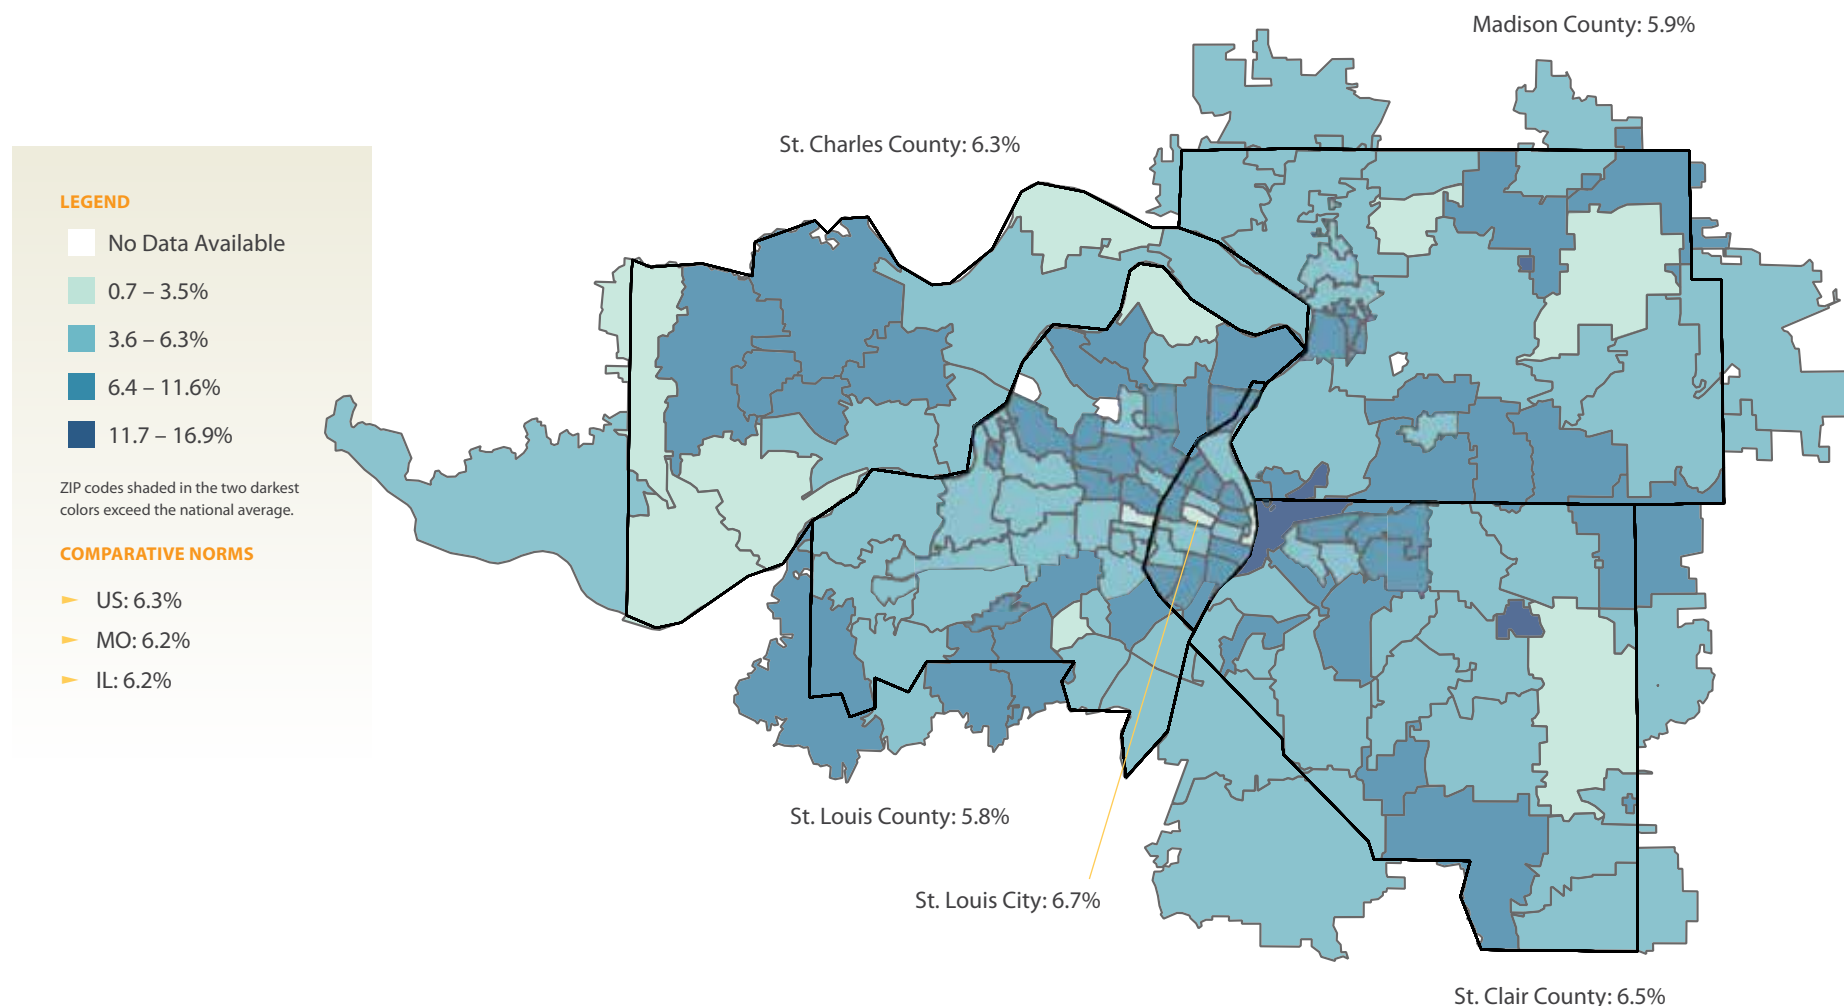 Madison County: 5.9%
St. Charles County: 6.3%
LEGEND
No Data Available
0.7 – 3.5%
3.6 – 6.3%
6.4 – 11.6%
11.7 – 16.9%
ZIP codes shaded in the two darkest
colors exceed the national average.
COMPARATIVE NORMS
US: 6.3%
MO: 6.2%
IL: 6.2%
St. Louis County: 5.8%
St. Louis City: 6.7%
St. Clair County: 6.5%